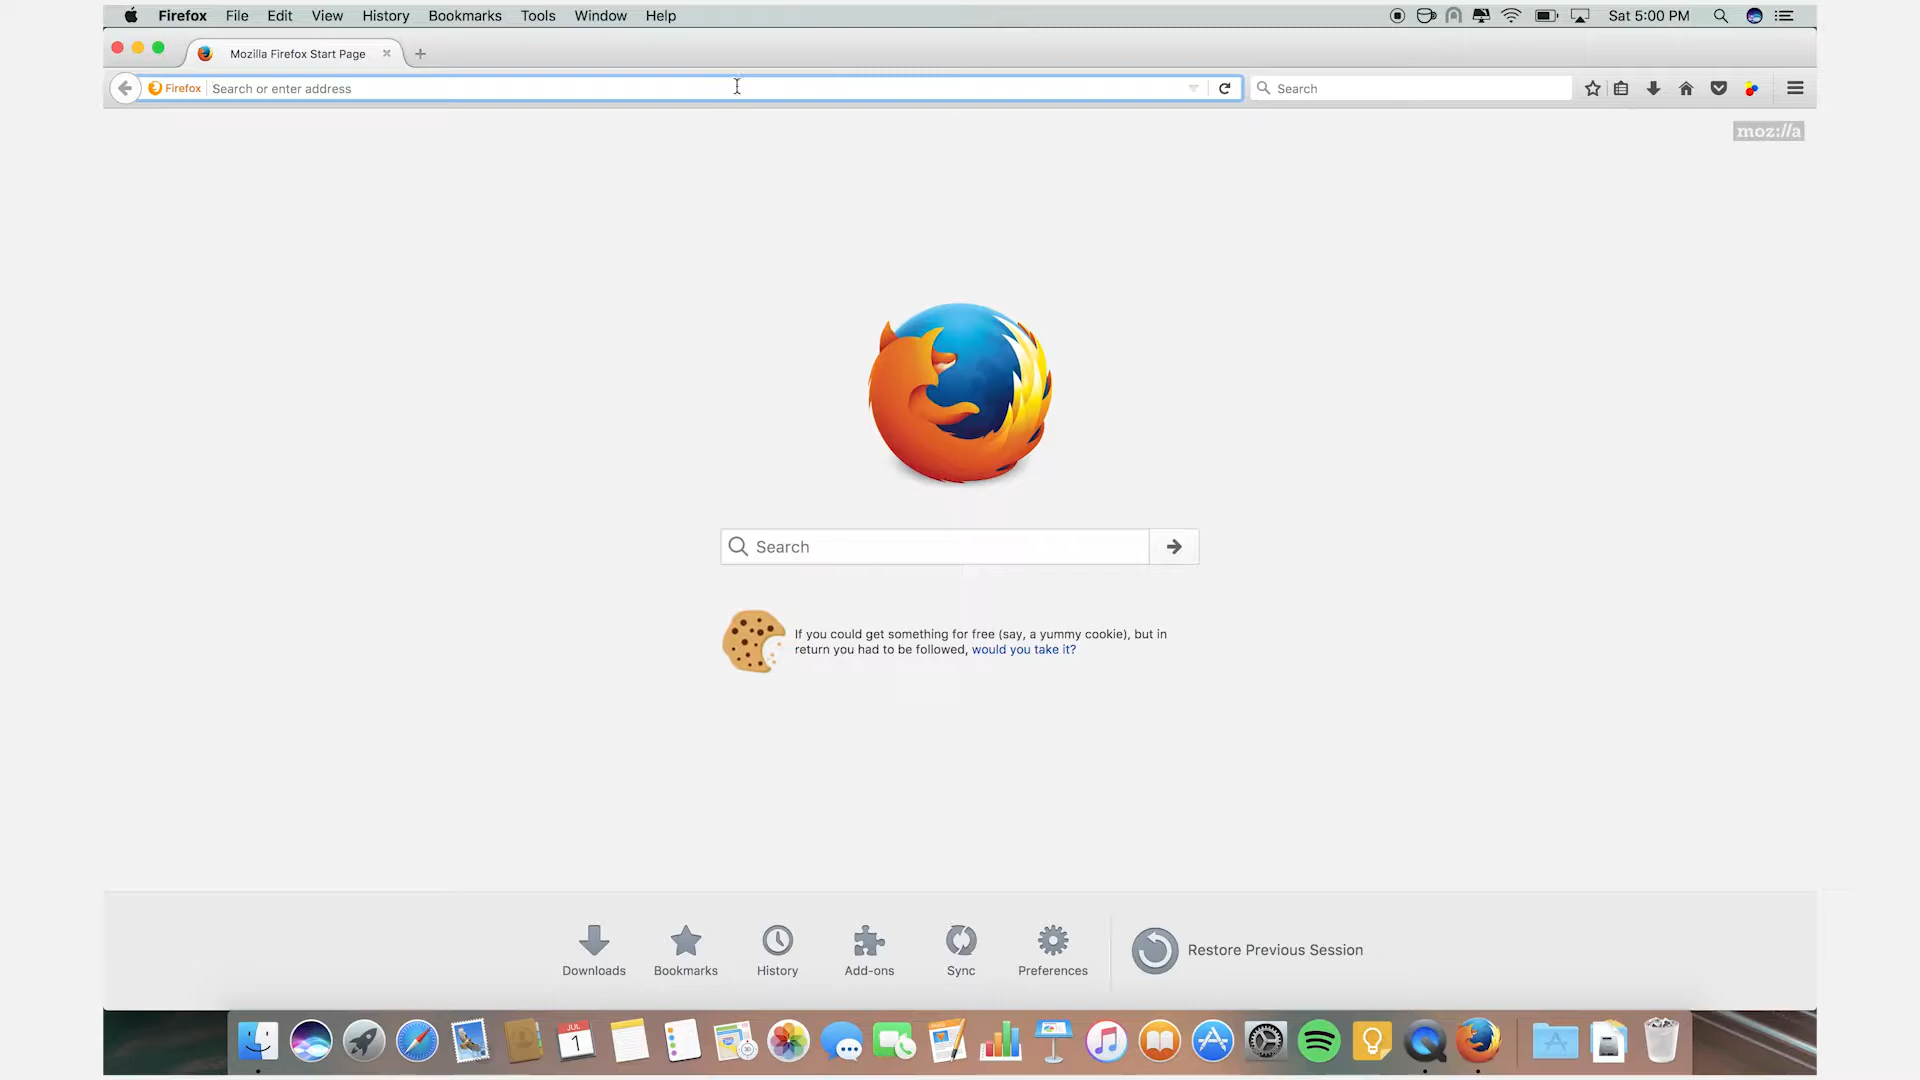 Firefox File Edit View History Bookmarks Tools Window Help Sat 5:00 PM
Mozilla Firefox Start Page
Firefox Search or enter address Search
moz://a
Search
If you could get something for free (say, a yummy cookie), but in
return you had to be followed, would you take it?
Downloads Bookmarks History Add-ons Sync Preferences Restore Previous Session
JUL
1